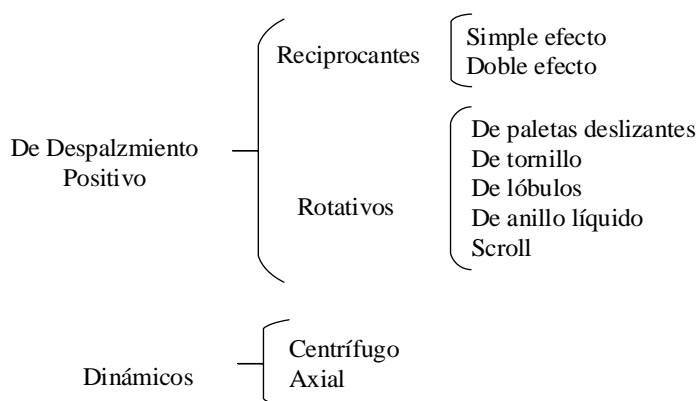 De Despalzmiento
Positivo
Reciprocantes
Simple efecto
Doble efecto
Rotativos
De paletas deslizantes
De tornillo
De lóbulos
De anillo líquido
Scroll
Dinámicos
Centrífugo
Axial